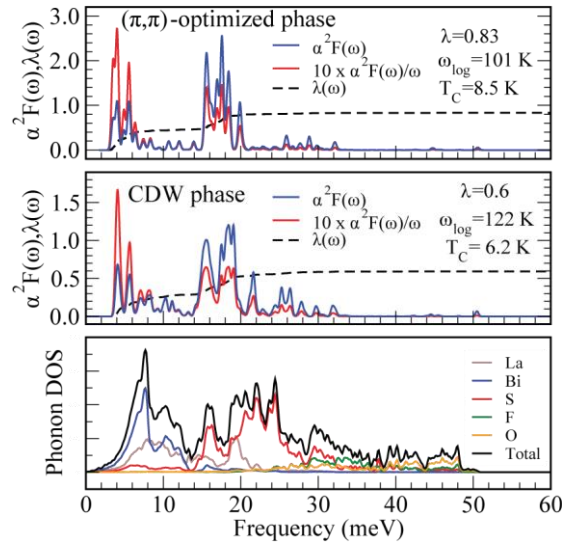 (π,π)-optimized phase
α²F(ω)
10 x α²F(ω)/ω
λ(ω)
λ=0.83
ω_log=101 K
T_C=8.5 K
α²F(ω),λ(ω)
3.0
2.0
1.0
0.0
CDW phase
α²F(ω)
10 x α²F(ω)/ω
λ(ω)
λ=0.6
ω_log=122 K
T_C= 6.2 K
α²F(ω),λ(ω)
1.5
1.0
0.5
0.0
Phonon DOS
La
Bi
S
F
O
Total
0 10 20 30 40 50 60
Frequency (meV)